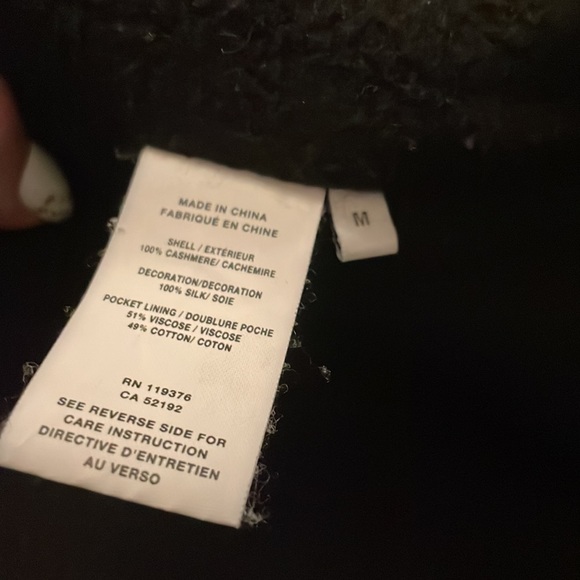 MADE IN CHINA
FABRIQUÉ EN CHINE
SHELL / EXTÉRIEUR
100% CASHMERE/ CACHEMIRE
DECORATION/DECORATION
100% SILK/ SOIE
POCKET LINING / DOUBLURE POCHE
51% VISCOSE / VISCOSE
49% COTTON/ COTON
RN 119376
CA 52192
SEE REVERSE SIDE FOR
CARE INSTRUCTION
DIRECTIVE D'ENTRETIEN
AU VERSO
M